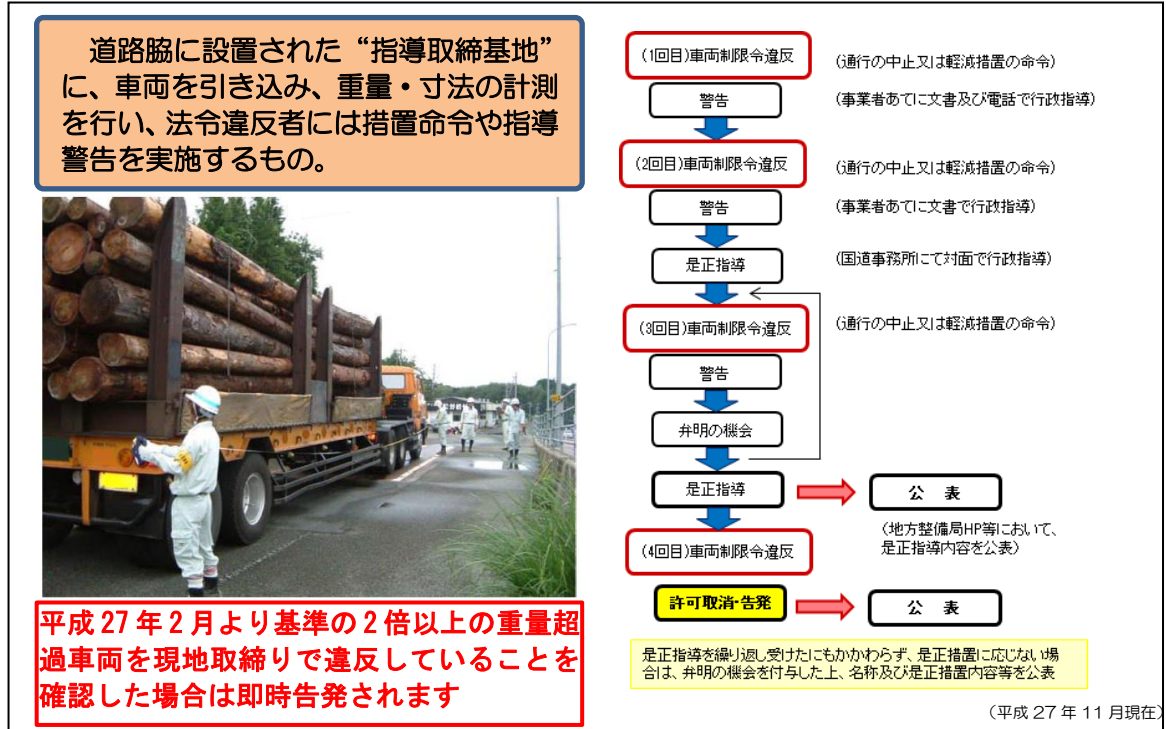 道路脇に設置された“指導取締基地”
に、車両を引き込み、重量・寸法の計測
を行い、法令違反者には措置命令や指導
警告を実施するもの。
平成27年2月より基準の2倍以上の重量超
過車両を現地取締りで違反していることを
確認した場合は即時告発されます
(1回目)車両制限令違反
(通行の中止又は軽減措置の命令)
警告
(事業者あてに文書及び電話で行政指導)
(2回目)車両制限令違反
(通行の中止又は軽減措置の命令)
警告
(事業者あてに文書で行政指導)
是正指導
(国道事務所にて対面で行政指導)
(3回目)車両制限令違反
(通行の中止又は軽減措置の命令)
警告
弁明の機会
是正指導
公 表
(地方整備局HP等において、
是正指導内容を公表)
(4回目)車両制限令違反
許可取消・告発
公 表
是正指導を繰り返し受けたにもかかわらず、是正措置に応じない場
合は、弁明の機会を付与した上、名称及び是正措置内容等を公表
(平成27年11月現在)